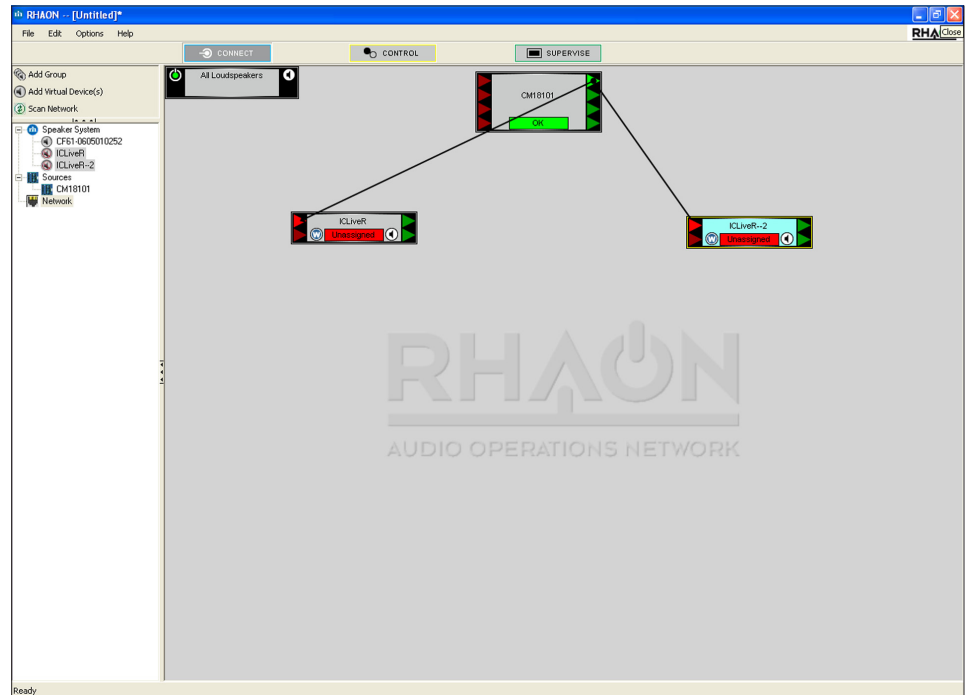 rh RHAON -- [Untitled]*
File Edit Options Help
RHA Close
CONNECT CONTROL SUPERVISE
Add Group
Add Virtual Device(s)
Scan Network
Speaker System
CF61-0605010252
ICLiveR
ICLiveR--2
Sources
CM18101
Network
All Loudspeakers
CM18101
OK
ICLiveR
Unassigned
ICLiveR--2
Unassigned
RHAON
AUDIO OPERATIONS NETWORK
Ready